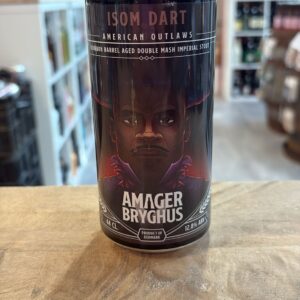 ISOM DART
AMERICAN OUTLAWS
BOURBON BARREL AGED DOUBLE MASH IMPERIAL STOUT
AMAGER
BRYGHUS
44 CL
PRODUCT OF
DENMARK
12.8% ABV